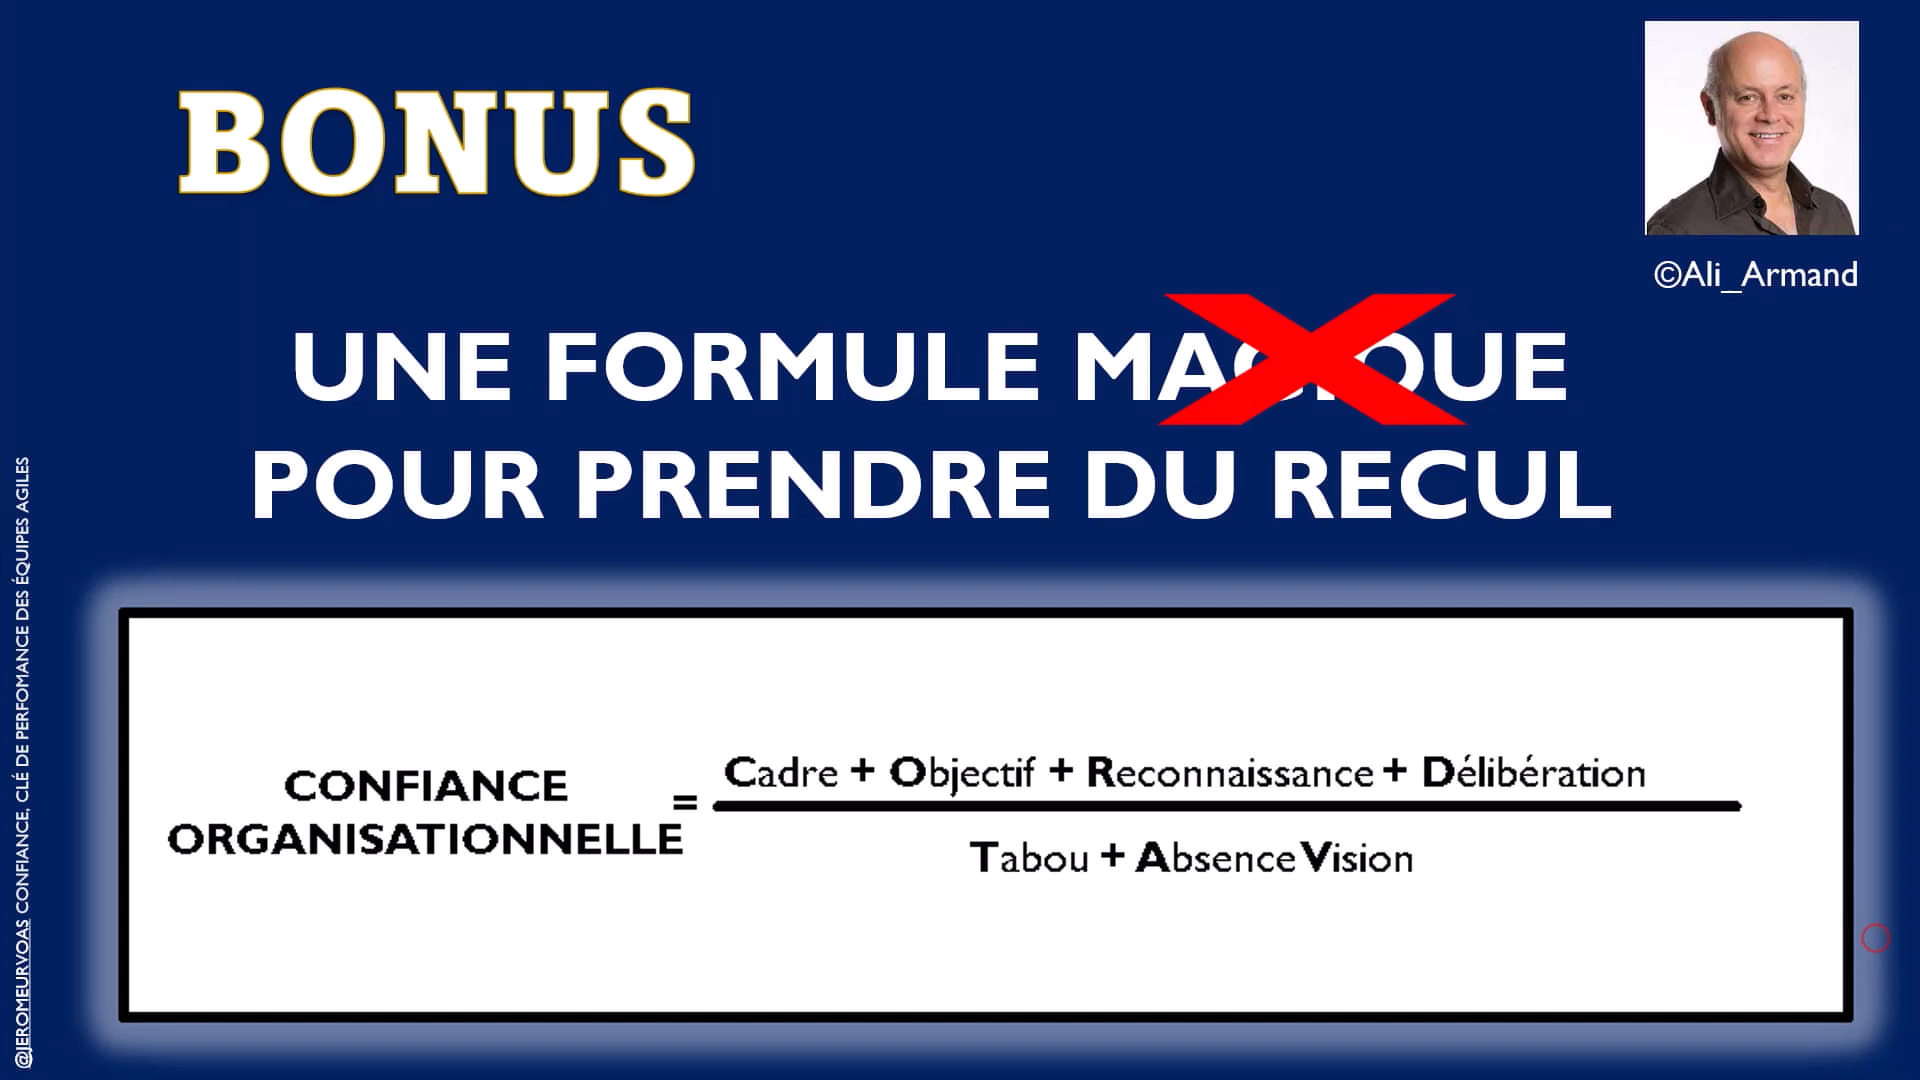 BONUS
©Ali_Armand
UNE FORMULE MAGIQUE
POUR PRENDRE DU RECUL
CONFIANCE
ORGANISATIONNELLE
=
Cadre + Objectif + Reconnaissance + Délibération
Tabou + Absence Vision
@JEROMEURVOAS CONFIANCE, CLÉ DE PERFOMANCE DES ÉQUIPES AGILES